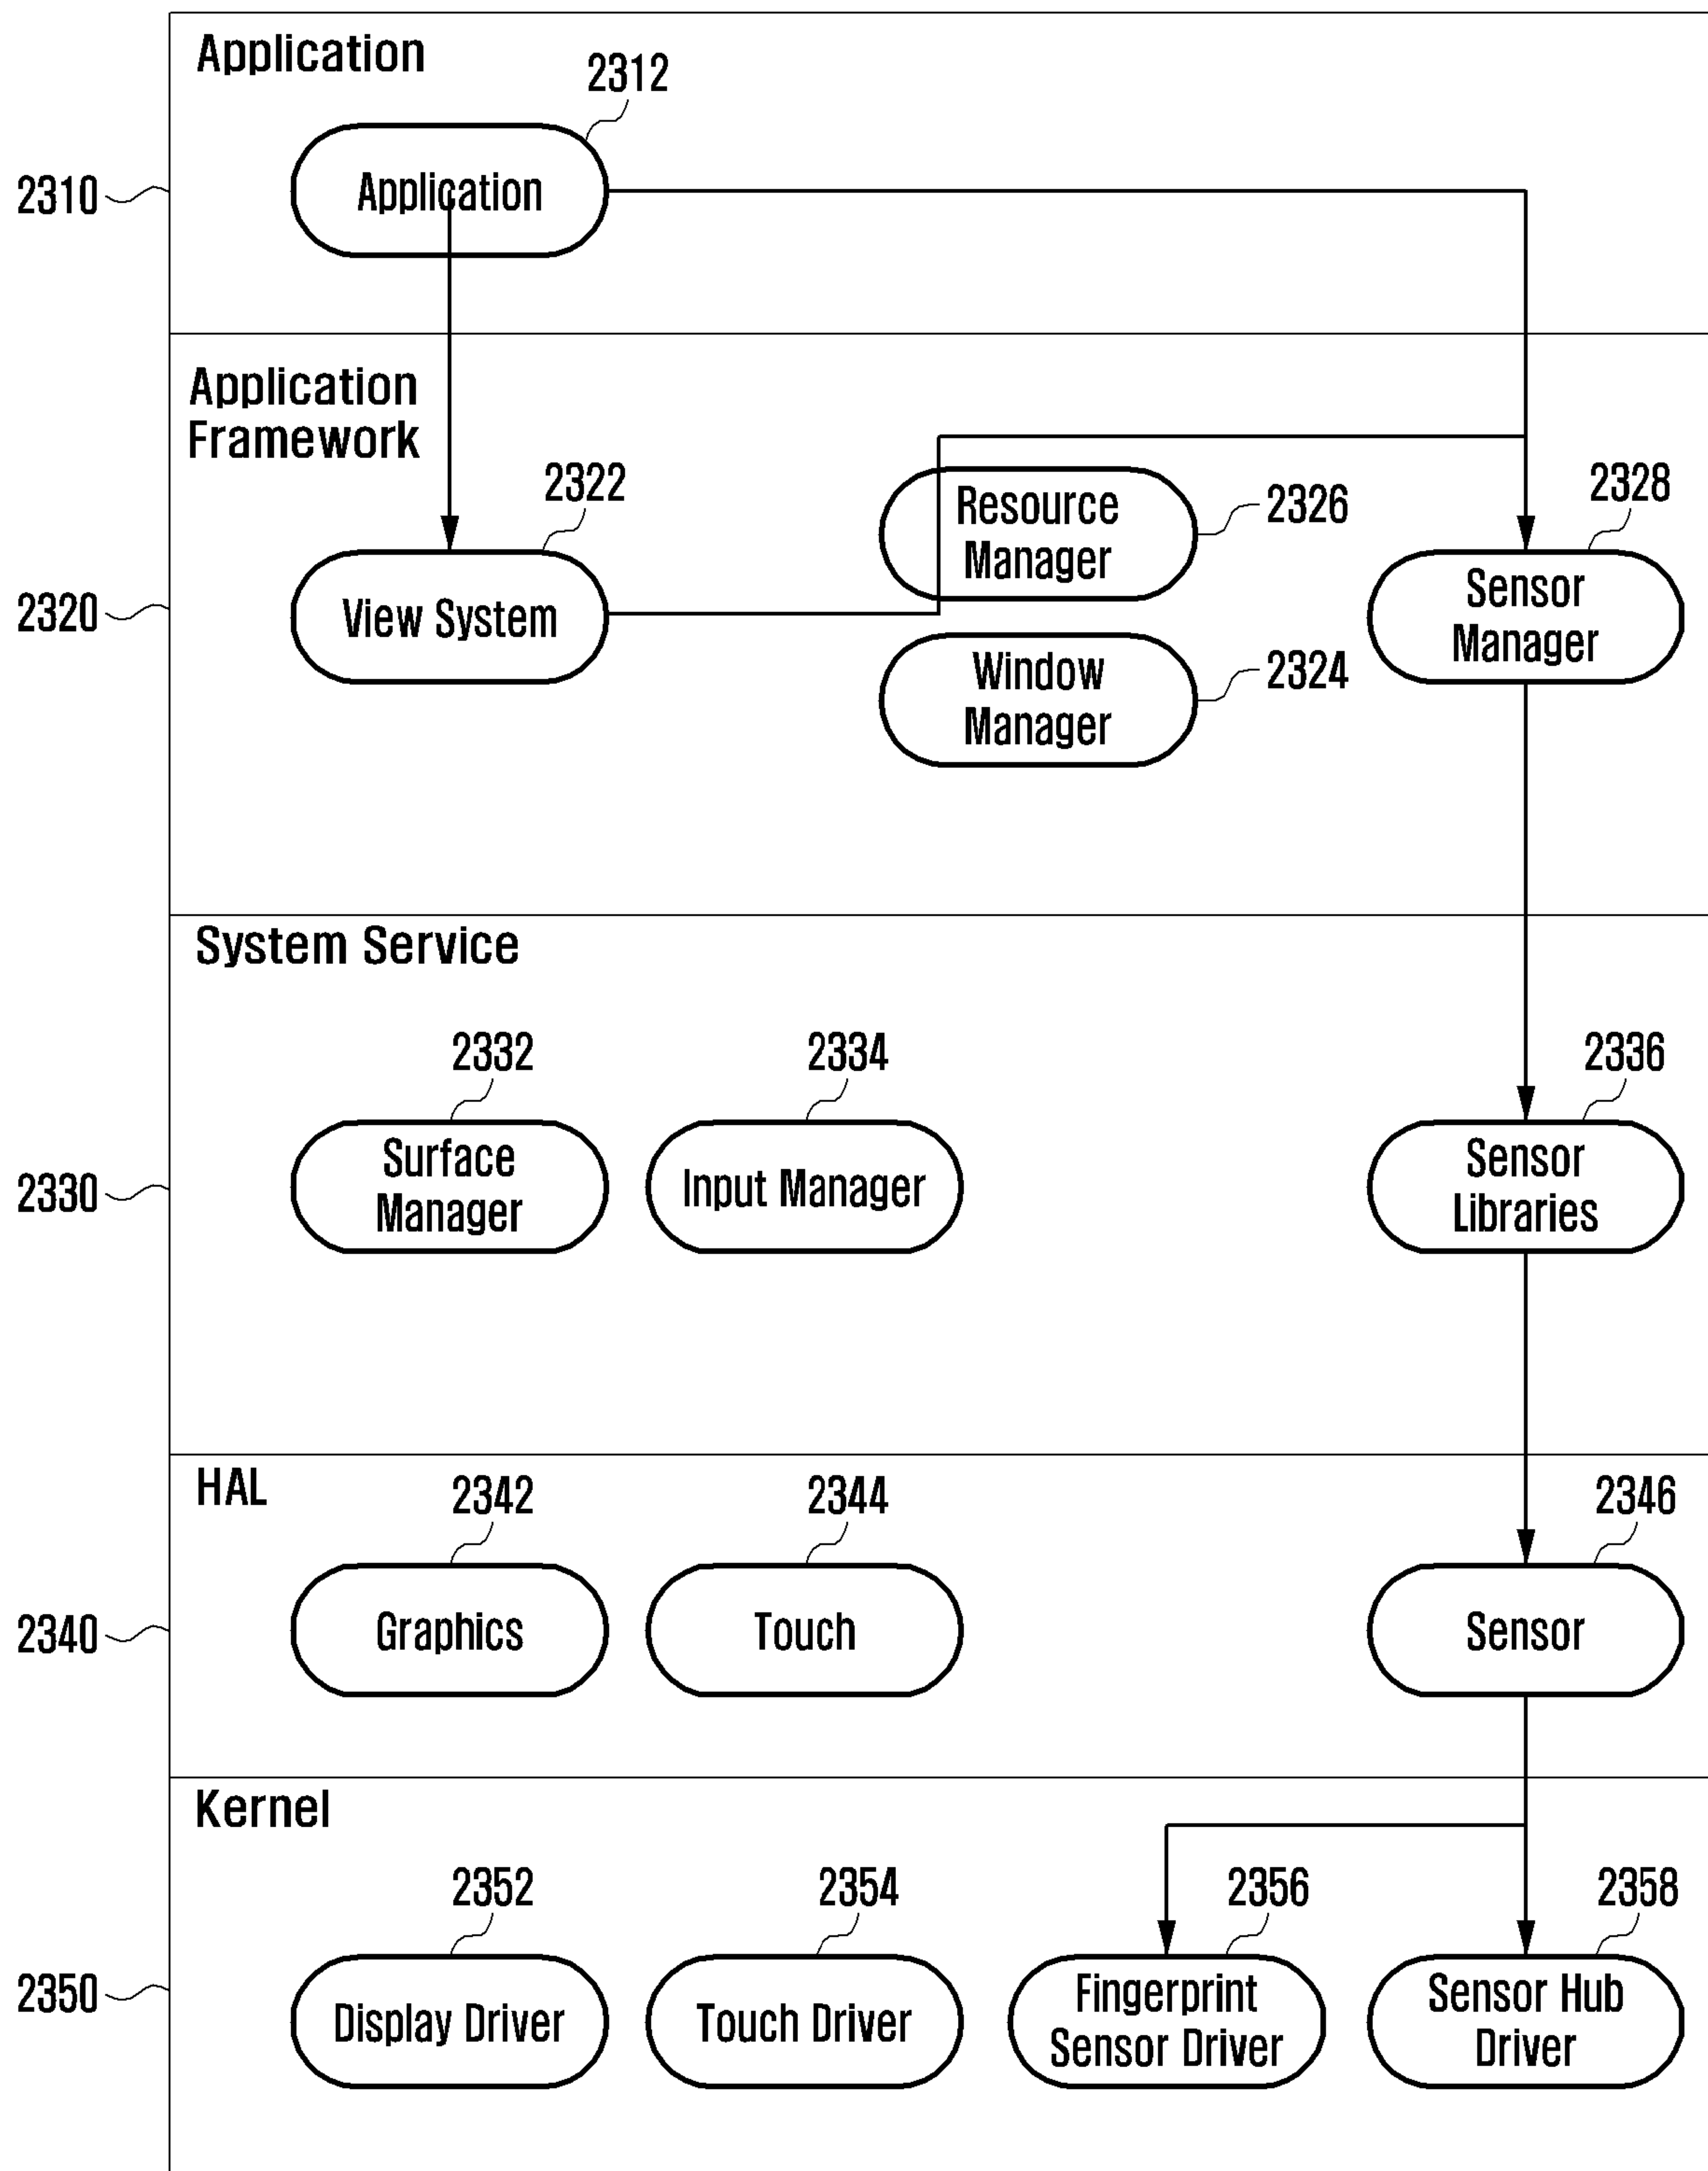 Application
2312
2310
Application
Application
Framework
2322
2328
Resource
Manager
2326
2320
View System
Sensor
Manager
Window
Manager
2324
System Service
2332
2334
2336
2330
Surface
Manager
Input Manager
Sensor
Libraries
HAL
2342
2344
2346
2340
Graphics
Touch
Sensor
Kernel
2352
2354
2356
2358
2350
Display Driver
Touch Driver
Fingerprint
Sensor Driver
Sensor Hub
Driver